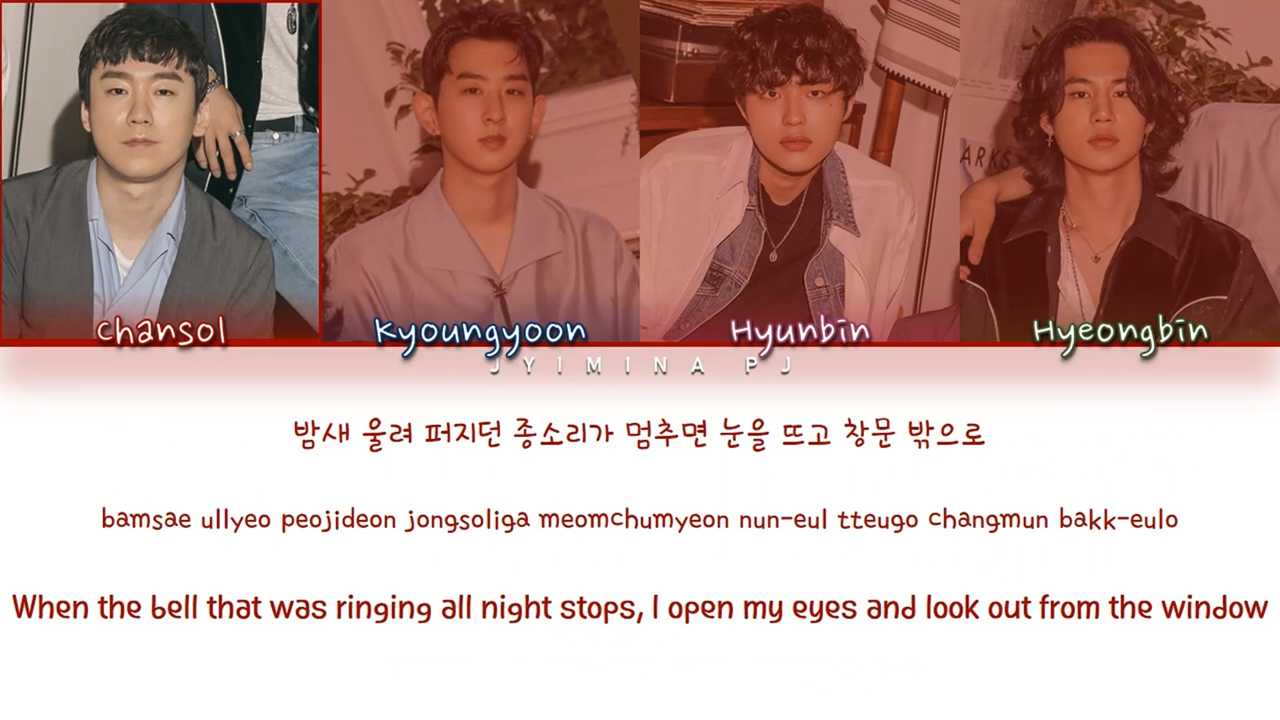 ARKS
Chansol
Kyoungyoon
Hyunbin
Hyeongbin
JYIMINA PJ
밤새 울려 퍼지던 종소리가 멈추면 눈을 뜨고 창문 밖으로
bamsae ullyeo peojideon jongsoliga meomchumyeon nun-eul tteugo changmun bakk-eulo
When the bell that was ringing all night stops, I open my eyes and look out from the window